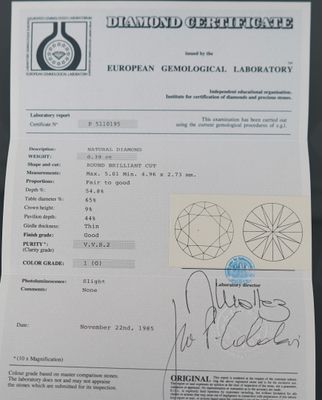 DIAMOND CERTIFICATE
issued by the
EUROPEAN GEMOLOGICAL LABORATORY
EUROPEAN GEMOLOGICAL LABORATORY
Independent educational organisation.
Institute for certification of diamonds and precious stones.
Laboratory report
Certificate Nº P 5210195
This examination has been carried out
using the current gemological procedures of e.g.l.
Description: NATURAL DIAMOND
WEIGHT: 0.39 ct
Shape and cut: ROUND BRILLIANT CUT
Measurements: Max. 5.01 Min. 4.96 x 2.73 mm.
Proportions: Fair to good
Depth % 54.8%
Table diameter % 65%
Crown height % 9%
Pavilion depth % 44%
Girdle thickness: Thin
Finish grade: Good
PURITY * V.V.S.2
(Clarity grade)
COLOR GRADE: 1 (G)
Laboratory director
Photoluminescence: Slight
Comments: None
Date November 22nd, 1985
*(10 x Magnification)
Colour grade based on master comparison stones.
The laboratory does and may not appraise
the stones which are submitted for its inspection.
ORIGINAL